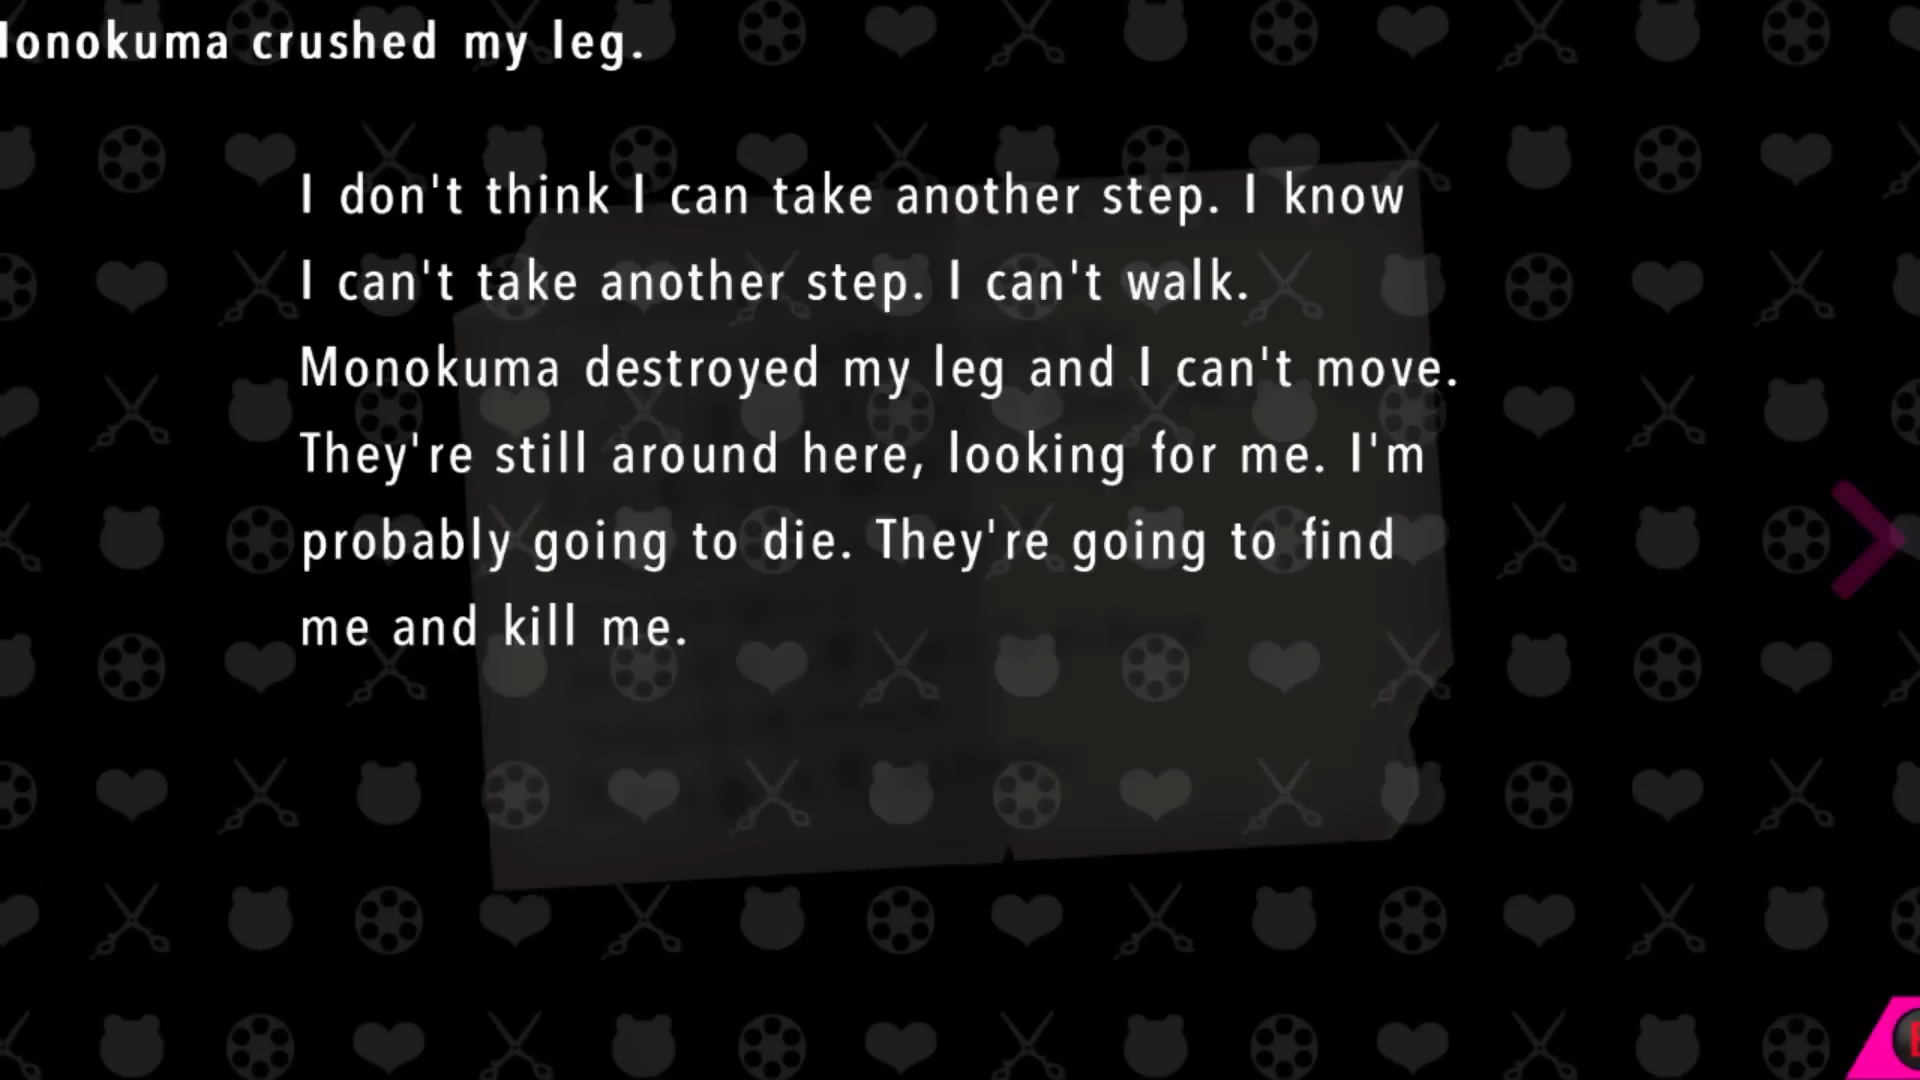 Monokuma crushed my leg.
I don't think I can take another step. I know
I can't take another step. I can't walk.
Monokuma destroyed my leg and I can't move.
They're still around here, looking for me. I'm
probably going to die. They're going to find
me and kill me.